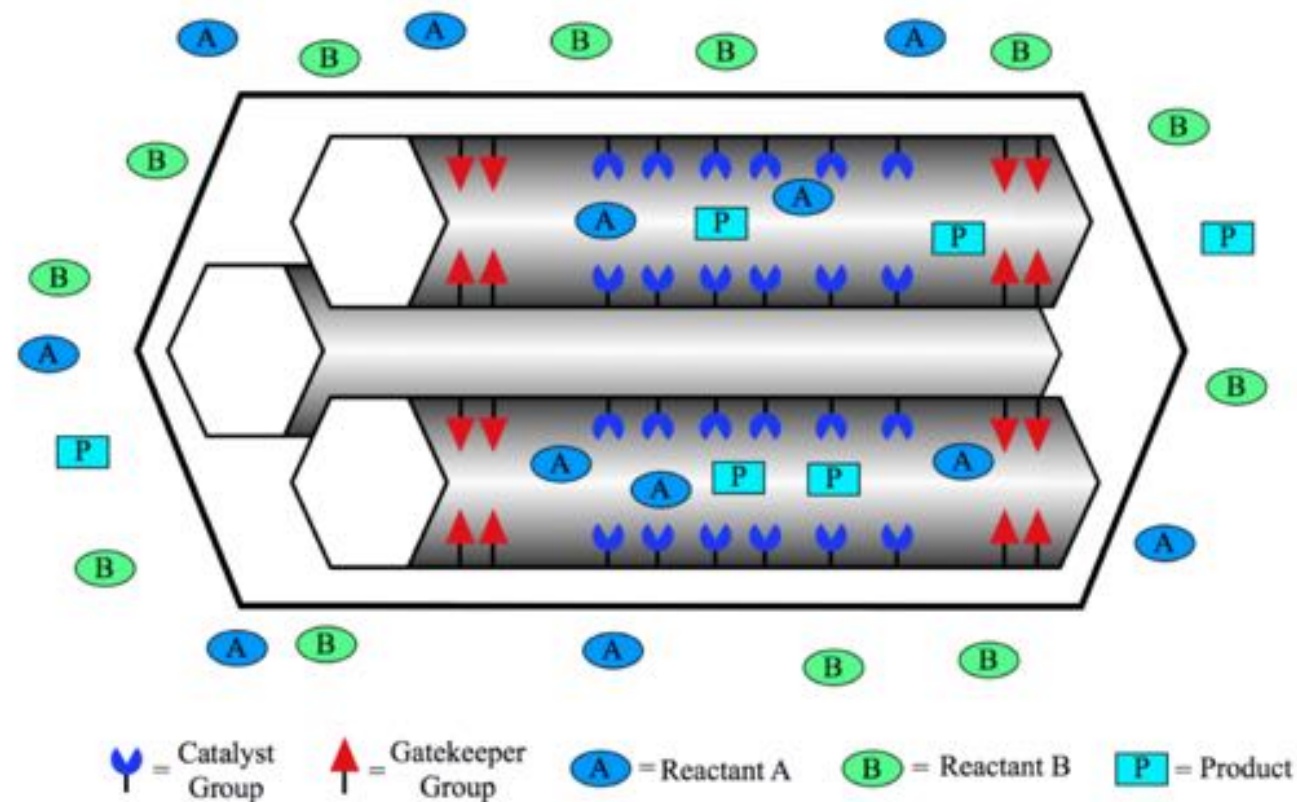 A
A
A
B
B
B
B
B
B
A
A
P
P
P
B
B
A
A
A
A
P
P
P
A
B
A
B
A
B
B
= Catalyst Group
= Gatekeeper Group
A = Reactant A
B = Reactant B
P = Product